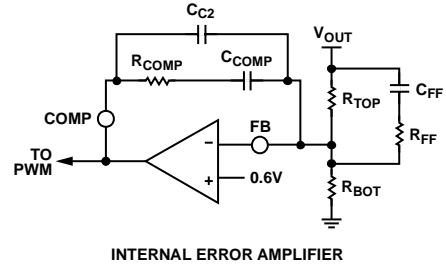 C_C2
R_COMP
C_COMP
V_OUT
C_FF
R_TOP
R_FF
COMP
FB
TO
PWM
−
+
0.6V
R_BOT
INTERNAL ERROR AMPLIFIER